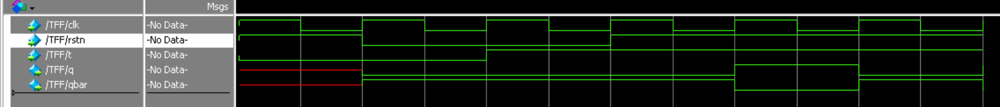 Msgs
/TFF/clk -No Data-
/TFF/rstn -No Data-
/TFF/t -No Data-
/TFF/q -No Data-
/TFF/qbar -No Data-